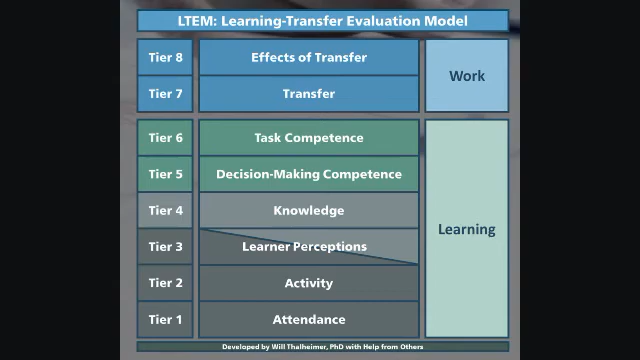 LTEM: Learning-Transfer Evaluation Model
Tier 8 Effects of Transfer
Work
Tier 7 Transfer
Tier 6 Task Competence
Tier 5 Decision-Making Competence
Tier 4 Knowledge
Learning
Tier 3 Learner Perceptions
Tier 2 Activity
Tier 1 Attendance
Developed by Will Thalheimer, PhD with Help from Others